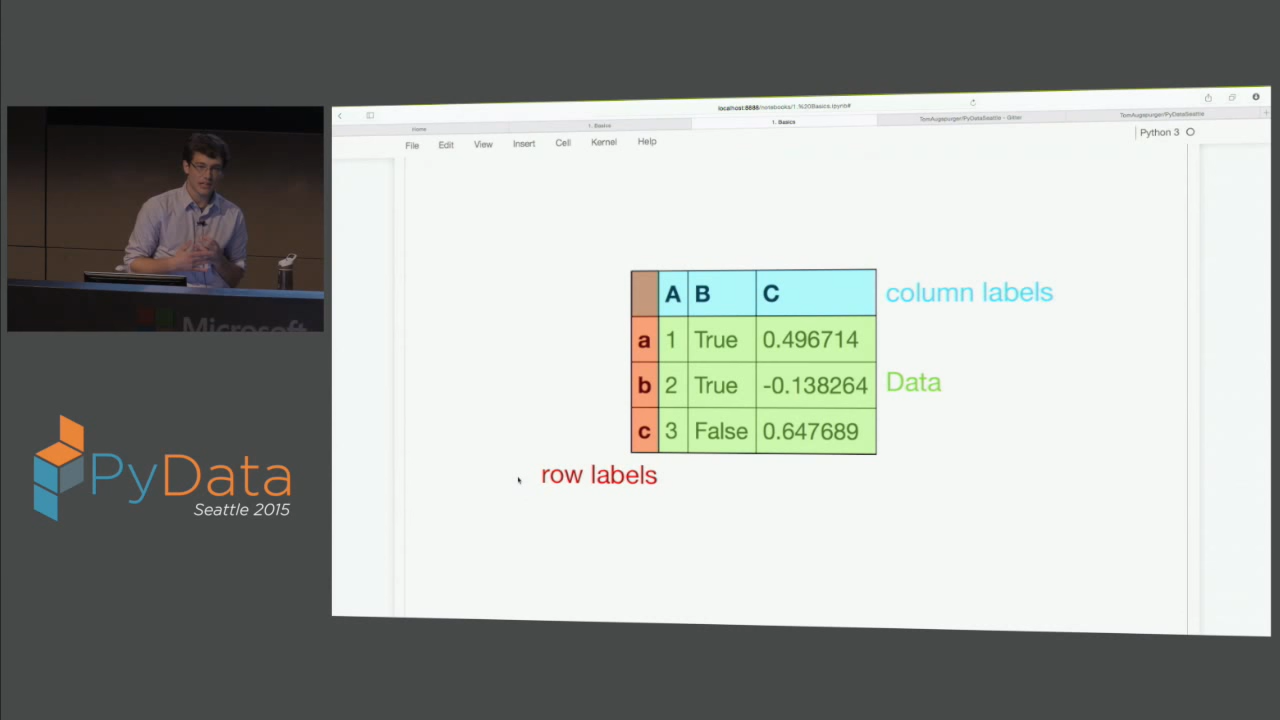 localhost:8888/notebooks/1.%20Basics.ipynb#
Home
1. Basics
1. Basics
TomAugspurger/PyDataSeattle - Gitter
TomAugspurger/PyDataSeattle
File Edit View Insert Cell Kernel Help
Python 3
A B C
column labels
a 1 True 0.496714
b 2 True -0.138264
Data
c 3 False 0.647689
row labels
Microsoft
PyData
Seattle 2015